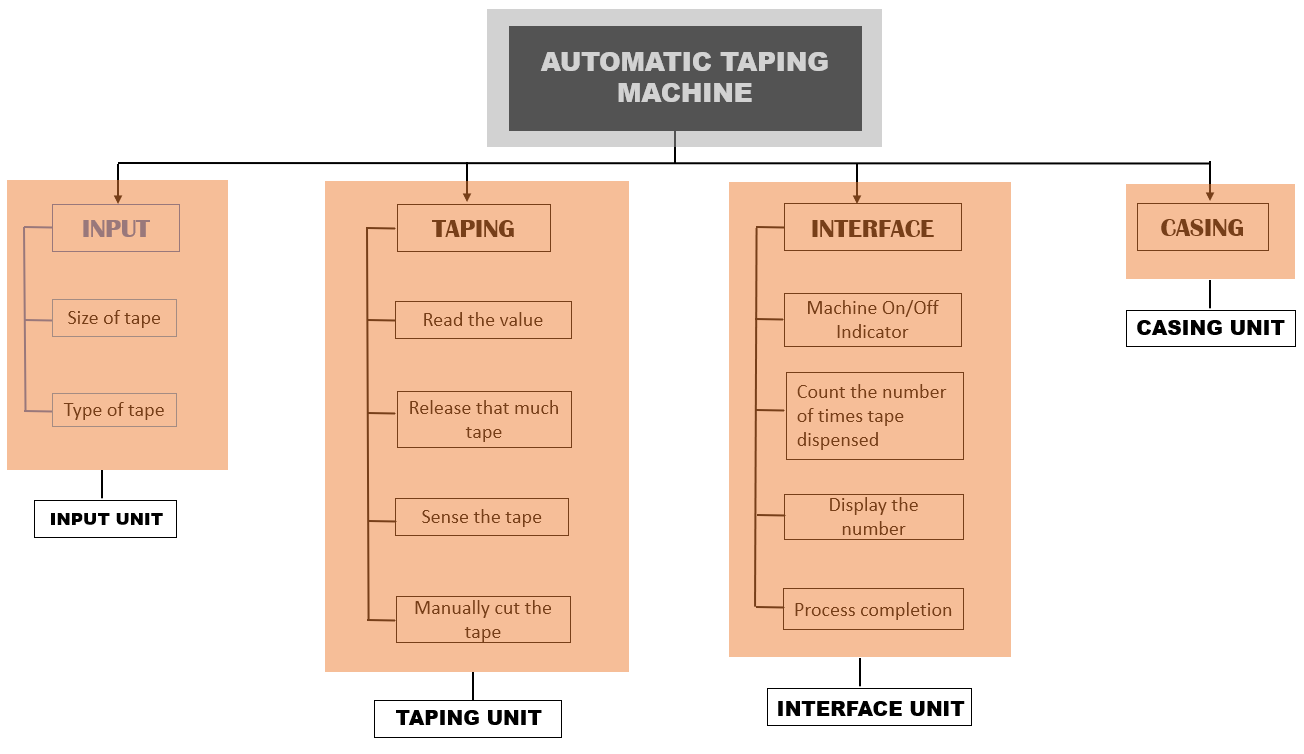 AUTOMATIC TAPING
MACHINE
INPUT
Size of tape
Type of tape
INPUT UNIT
TAPING
Read the value
Release that much
tape
Sense the tape
Manually cut the
tape
TAPING UNIT
INTERFACE
Machine On/Off
Indicator
Count the number
of times tape
dispensed
Display the
number
Process completion
INTERFACE UNIT
CASING
CASING UNIT